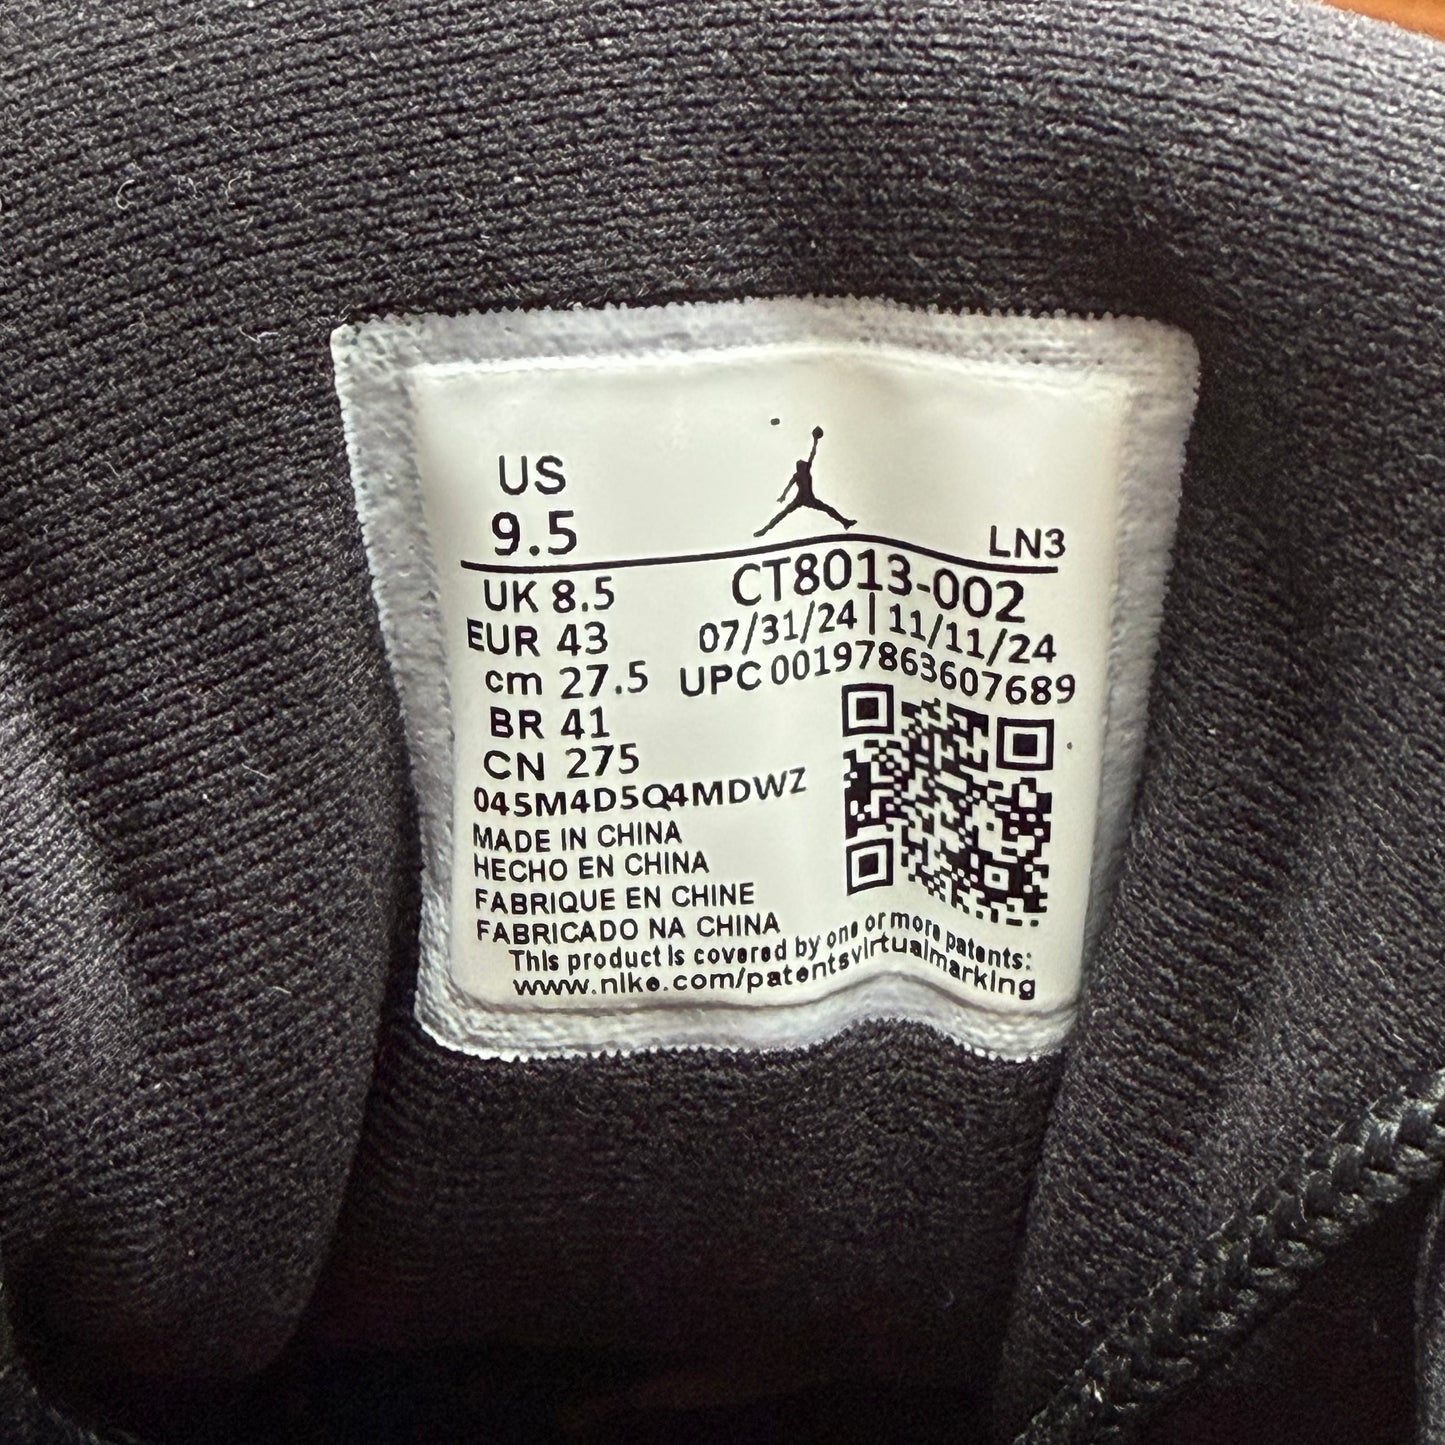 US
9.5
LN3
UK 8.5
EUR 43
cm 27.5
BR 41
CN 275
CT8013-002
07/31/24 | 11/11/24
UPC 00197863607689
045M4D5Q4MDWZ
MADE IN CHINA
HECHO EN CHINA
FABRIQUE EN CHINE
FABRICADO NA CHINA
This product is covered by one or more patents:
www.nike.com/patentsvirtualmarking